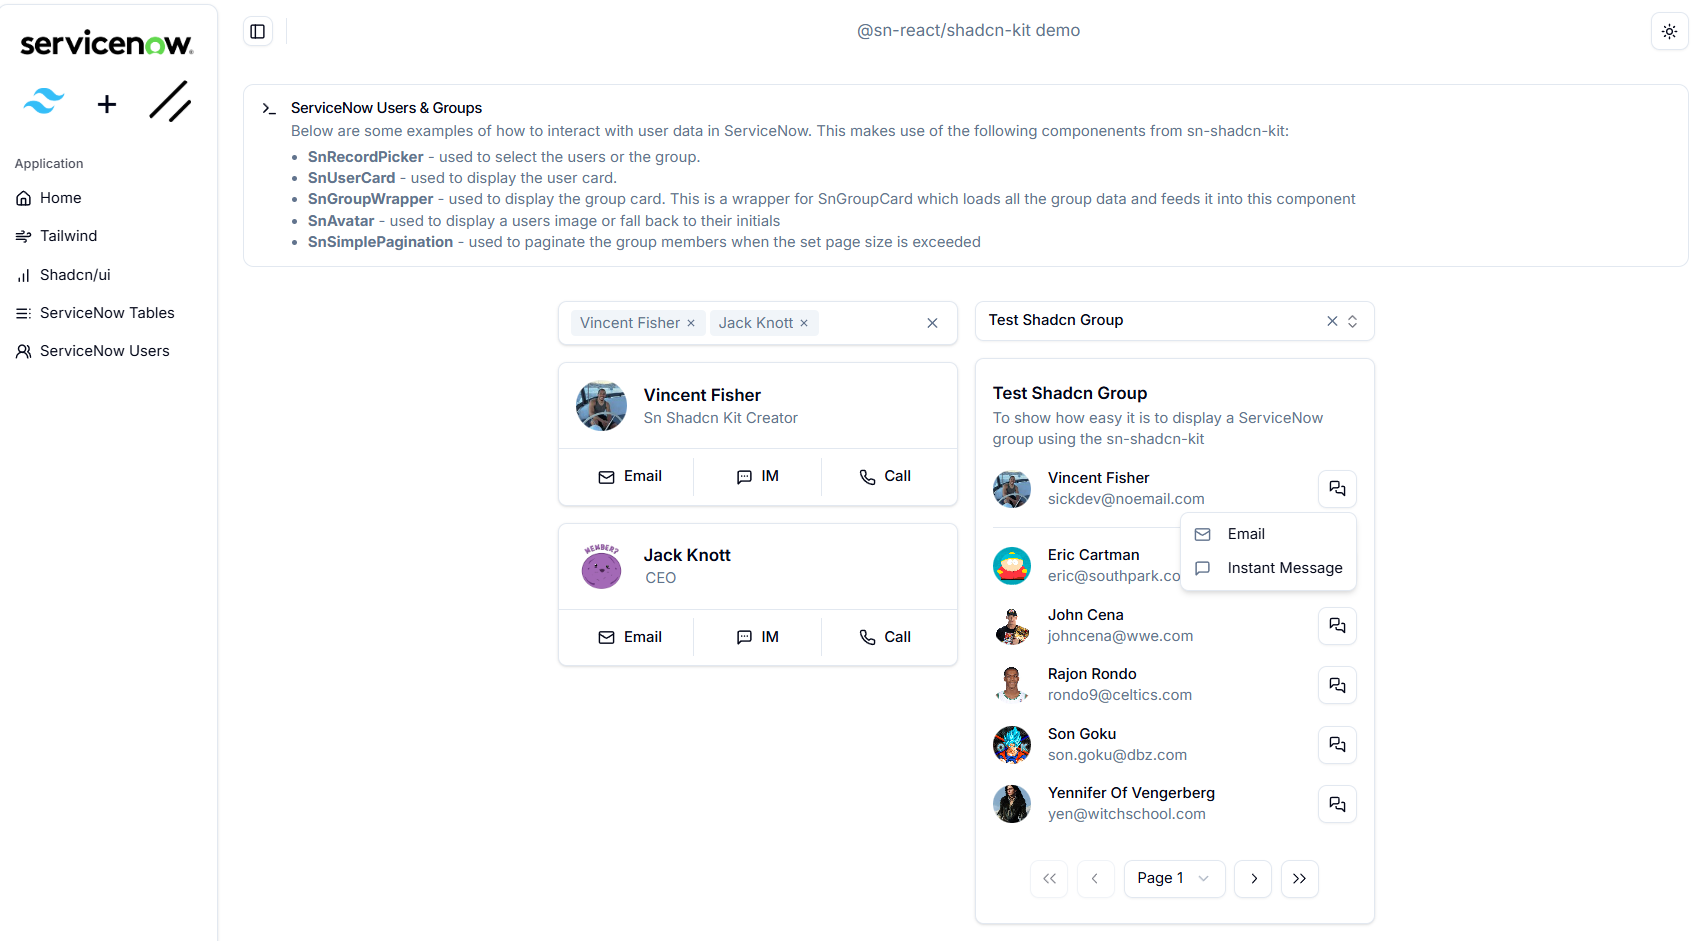 servicenow.
Application
Home
Tailwind
Shadcn/ui
ServiceNow Tables
ServiceNow Users
@sn-react/shadcn-kit demo
ServiceNow Users & Groups
Below are some examples of how to interact with user data in ServiceNow. This makes use of the following componenents from sn-shadcn-kit:
• SnRecordPicker - used to select the users or the group.
• SnUserCard - used to display the user card.
• SnGroupWrapper - used to display the group card. This is a wrapper for SnGroupCard which loads all the group data and feeds it into this component
• SnAvatar - used to display a users image or fall back to their initials
• SnSimplePagination - used to paginate the group members when the set page size is exceeded
Vincent Fisher × Jack Knott ×
Vincent Fisher
Sn Shadcn Kit Creator
Email IM Call
MEMBER?
Jack Knott
CEO
Email IM Call
Test Shadcn Group
Test Shadcn Group
To show how easy it is to display a ServiceNow
group using the sn-shadcn-kit
Vincent Fisher
sickdev@noemail.com
Email
Instant Message
Eric Cartman
eric@southpark.co
John Cena
johncena@wwe.com
Rajon Rondo
rondo9@celtics.com
Son Goku
son.goku@dbz.com
Yennifer Of Vengerberg
yen@witchschool.com
Page 1